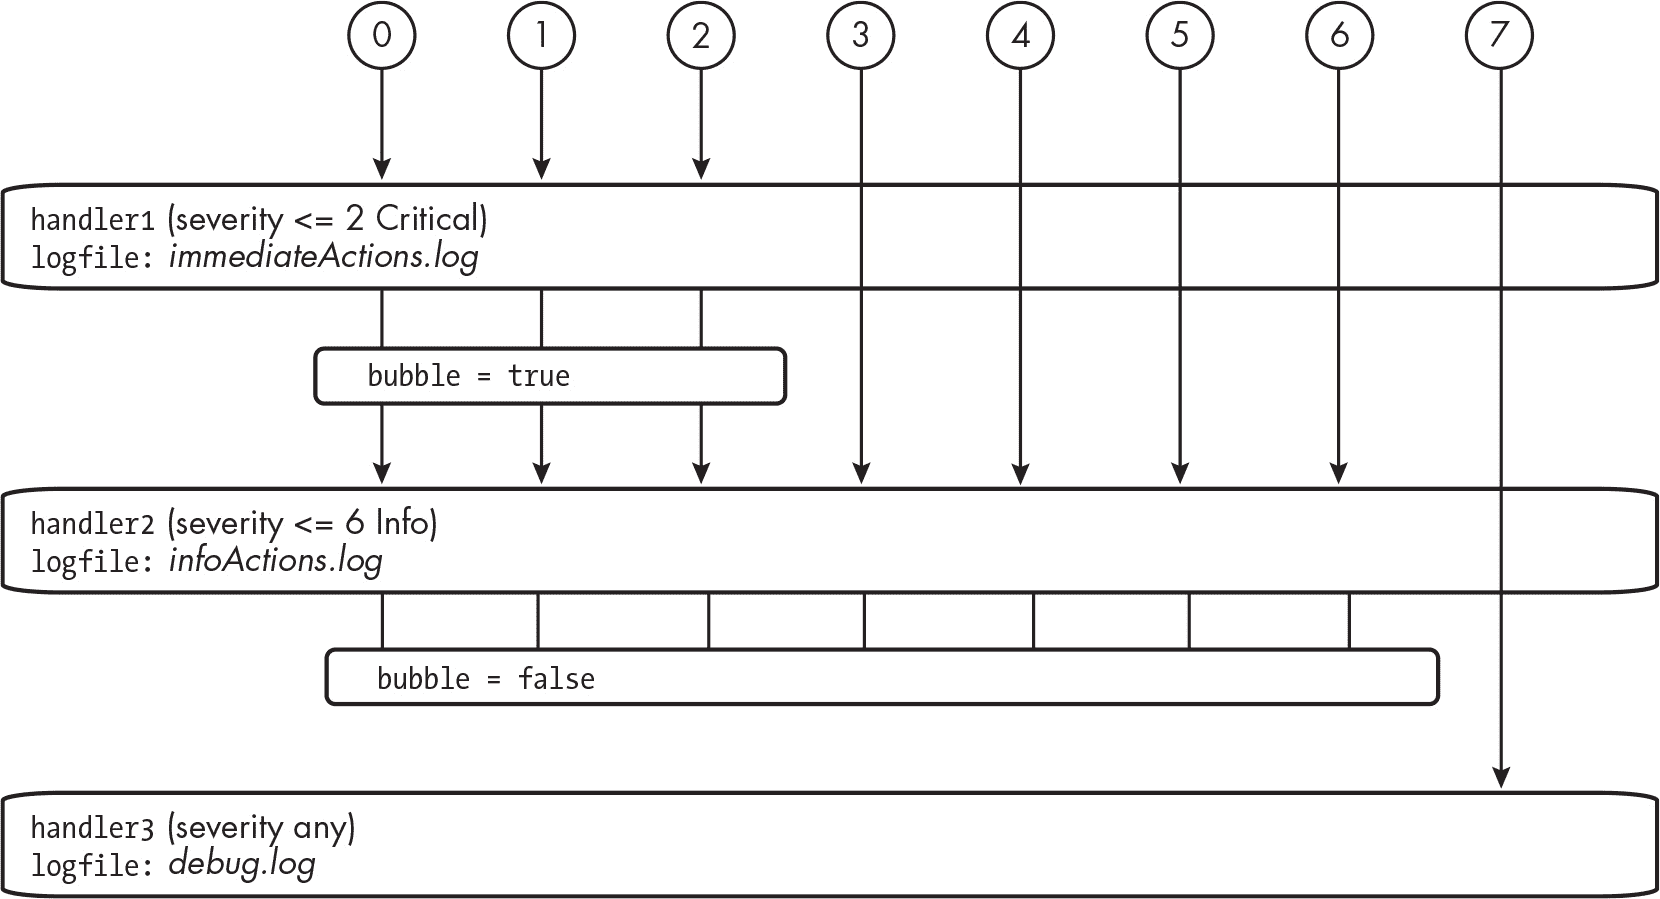 0 1 2 3 4 5 6 7
handler1 (severity <= 2 Critical)
logfile: immediateActions.log
bubble = true
handler2 (severity <= 6 Info)
logfile: infoActions.log
bubble = false
handler3 (severity any)
logfile: debug.log